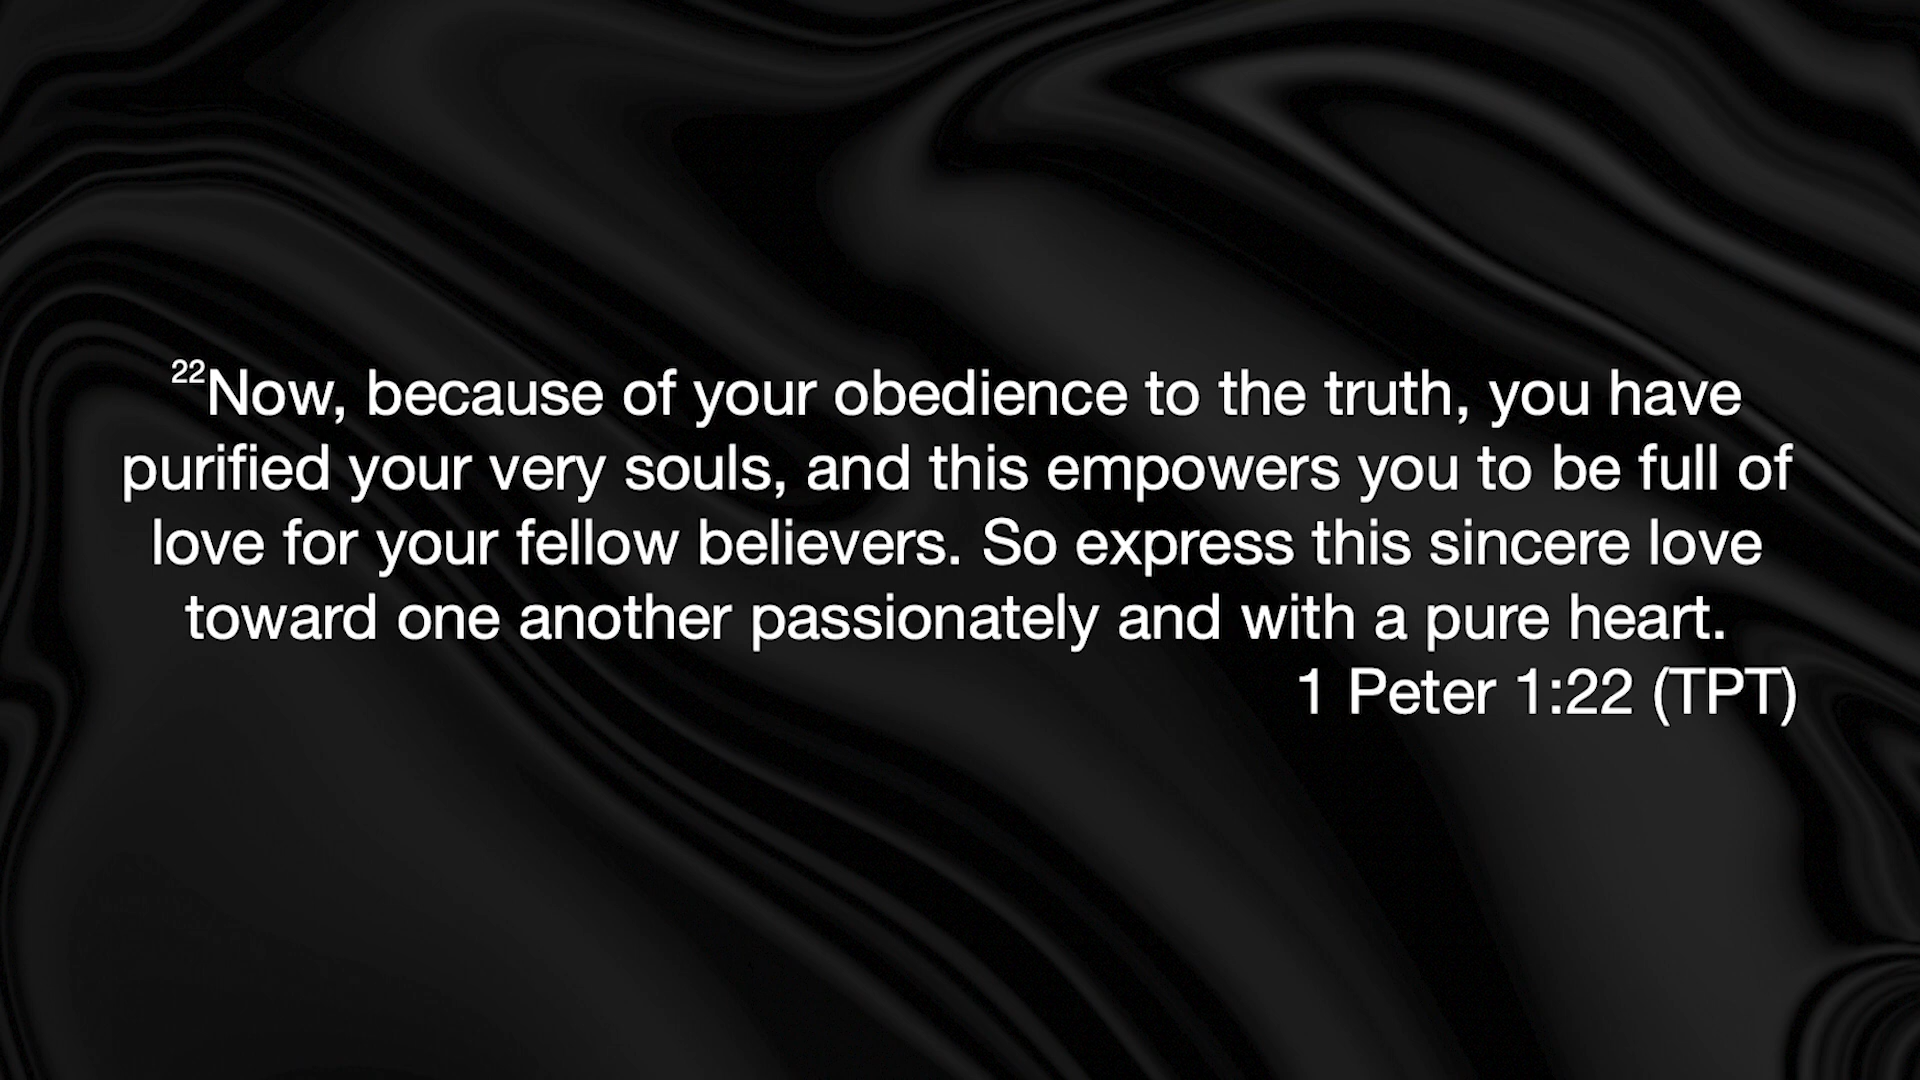 22Now, because of your obedience to the truth, you have
purified your very souls, and this empowers you to be full of
love for your fellow believers. So express this sincere love
toward one another passionately and with a pure heart.
1 Peter 1:22 (TPT)